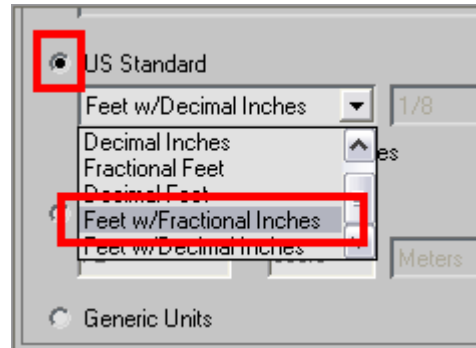 US Standard
Feet w/Decimal Inches 1/8
Decimal Inches
es
Fractional Feet
Decimal Feet
Feet w/Fractional Inches
Feet w/Decimal Inches
Meters
Generic Units